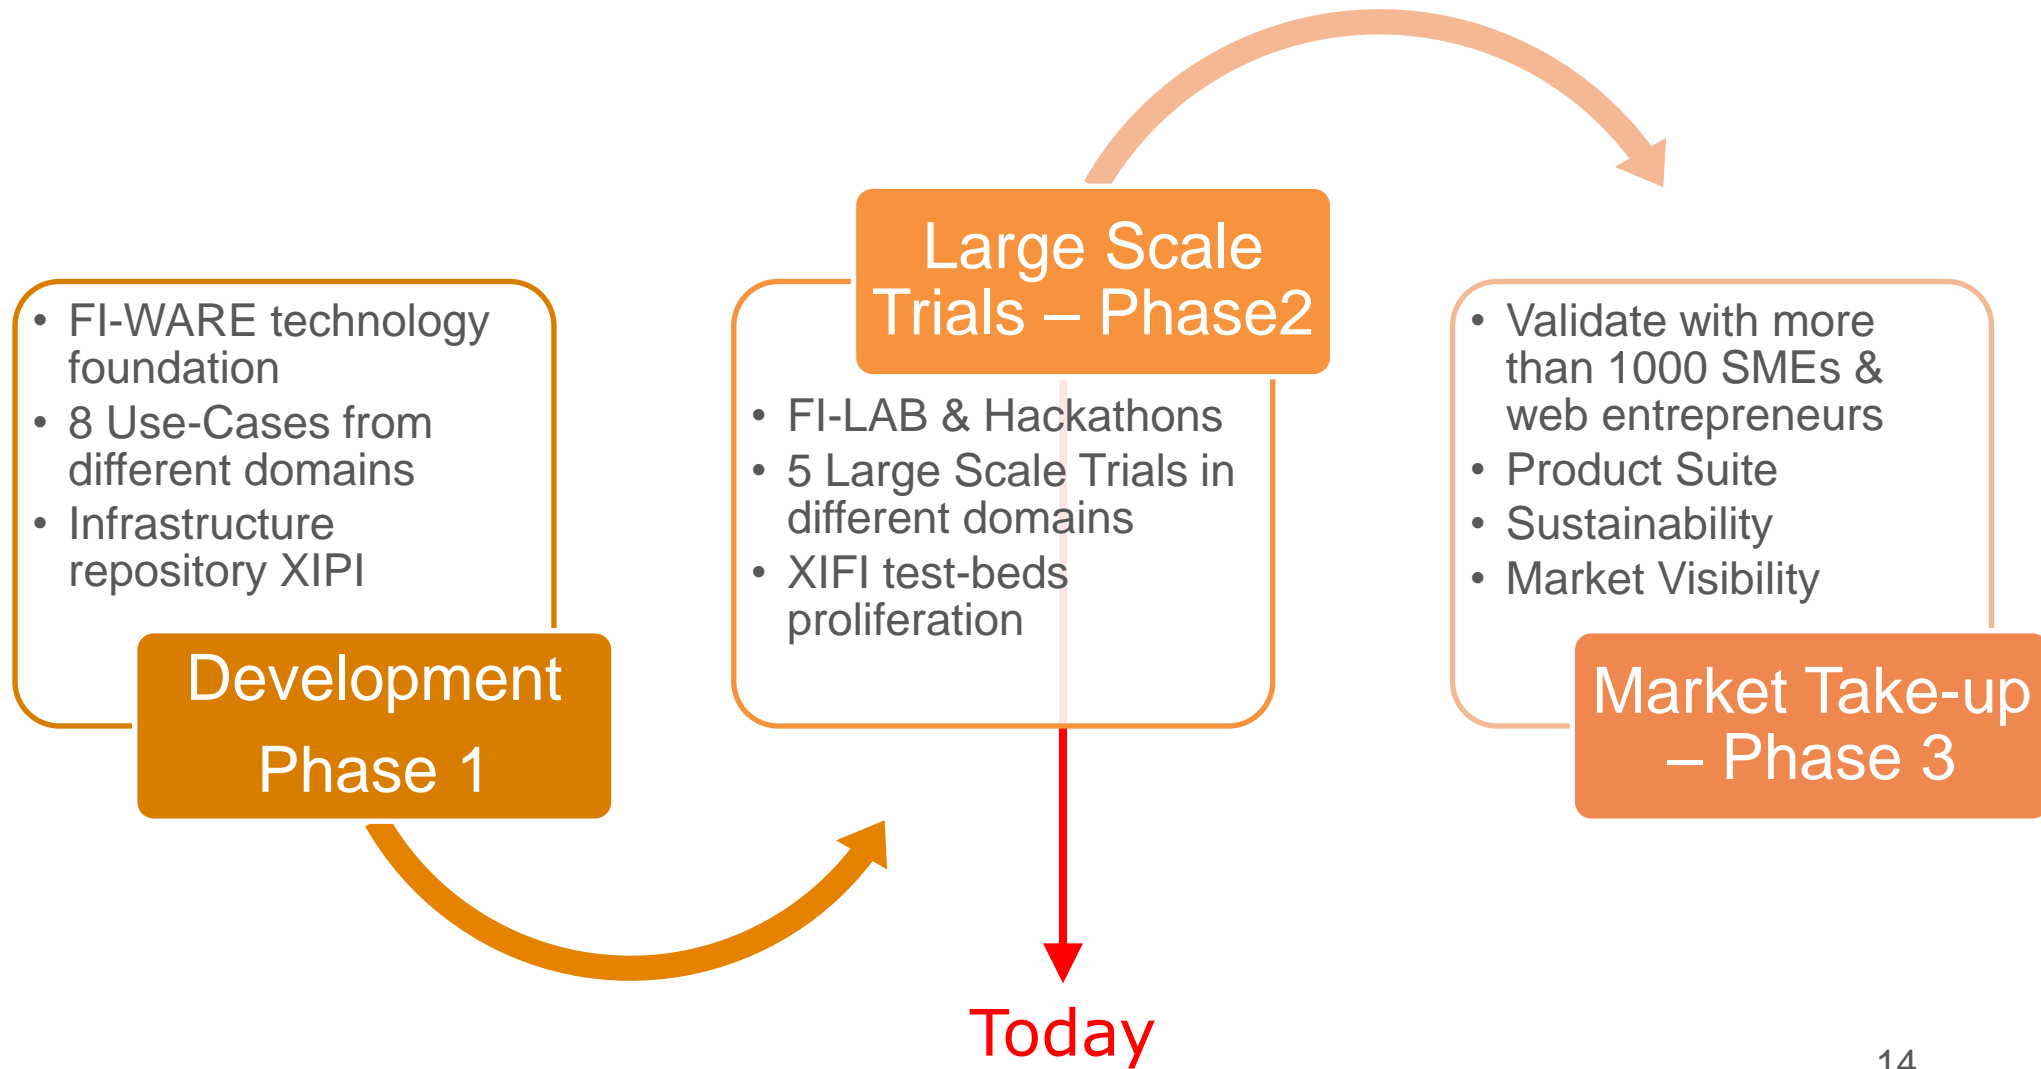 • FI-WARE technology
foundation
• 8 Use-Cases from
different domains
• Infrastructure
repository XIPI
Development
Phase 1
Large Scale
Trials – Phase2
• FI-LAB & Hackathons
• 5 Large Scale Trials in
different domains
• XIFI test-beds
proliferation
• Validate with more
than 1000 SMEs &
web entrepreneurs
• Product Suite
• Sustainability
• Market Visibility
Market Take-up
– Phase 3
Today
14